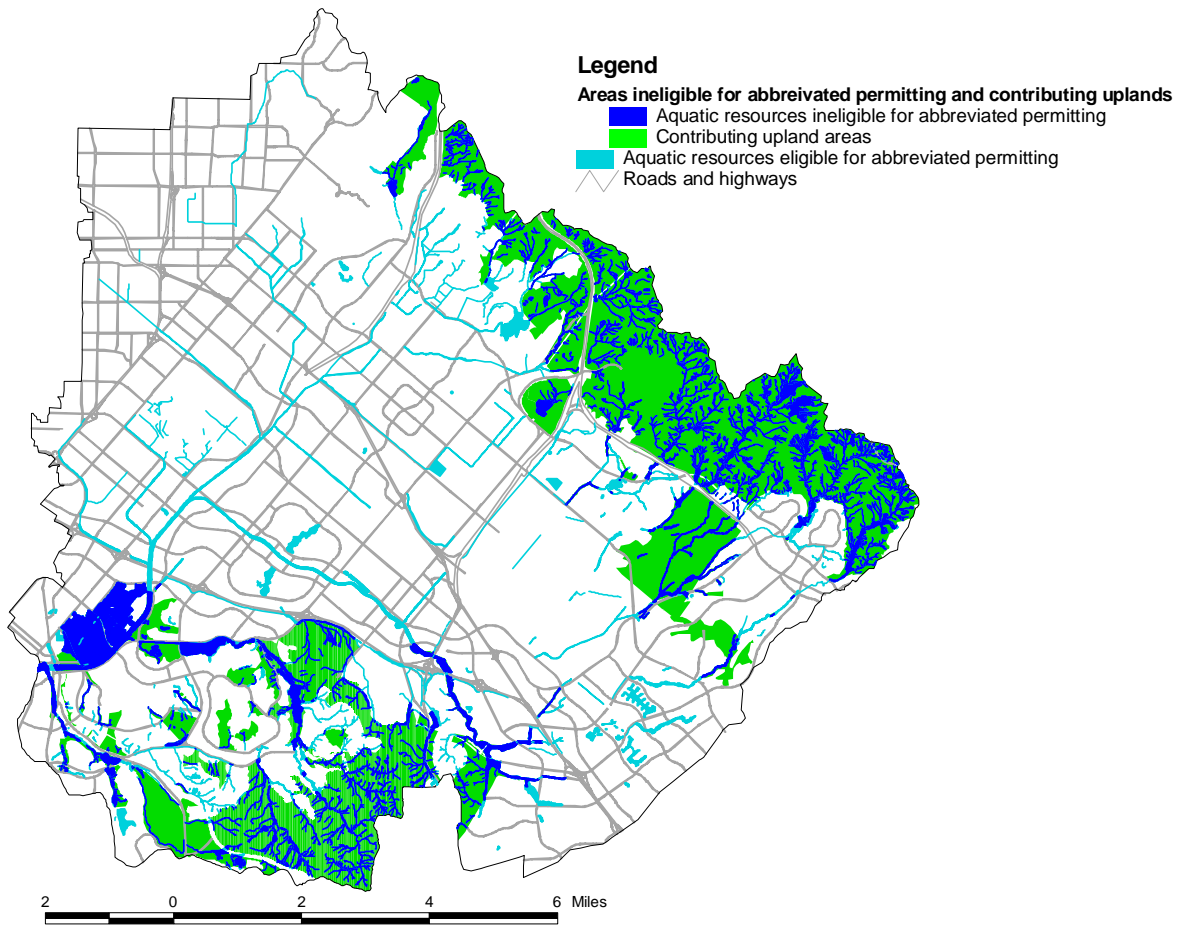 Legend
Areas ineligible for abbreivated permitting and contributing uplands
Aquatic resources ineligible for abbreviated permitting
Contributing upland areas
Aquatic resources eligible for abbreviated permitting
Roads and highways
2 0 2 4 6 Miles